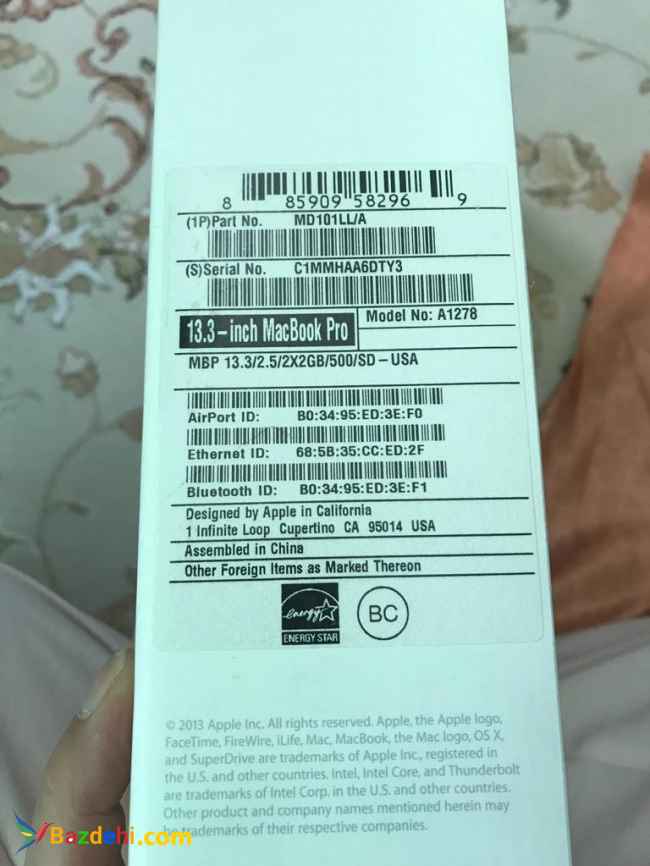 8 85909 58296 9
(1P)Part No. MD101LL/A
(S)Serial No. C1MMHAA6DTY3
13.3-inch MacBook Pro Model No: A1278
MBP 13.3/2.5/2X2GB/500/SD-USA
AirPort ID: B0:34:95:ED:3E:F0
Ethernet ID: 68:5B:35:CC:ED:2F
Bluetooth ID: B0:34:95:ED:3E:F1
Designed by Apple in California
1 Infinite Loop Cupertino CA 95014 USA
Assembled in China
Other Foreign Items as Marked Thereon
energy
ENERGY STAR
BC
© 2013 Apple Inc. All rights reserved. Apple, the Apple logo,
FaceTime, FireWire, iLife, Mac, MacBook, the Mac logo, OS X,
and SuperDrive are trademarks of Apple Inc., registered in
the U.S. and other countries. Intel, Intel Core, and Thunderbolt
are trademarks of Intel Corp. in the U.S. and other countries.
Other product and company names mentioned herein may
trademarks of their respective companies.
Bazdehi.com